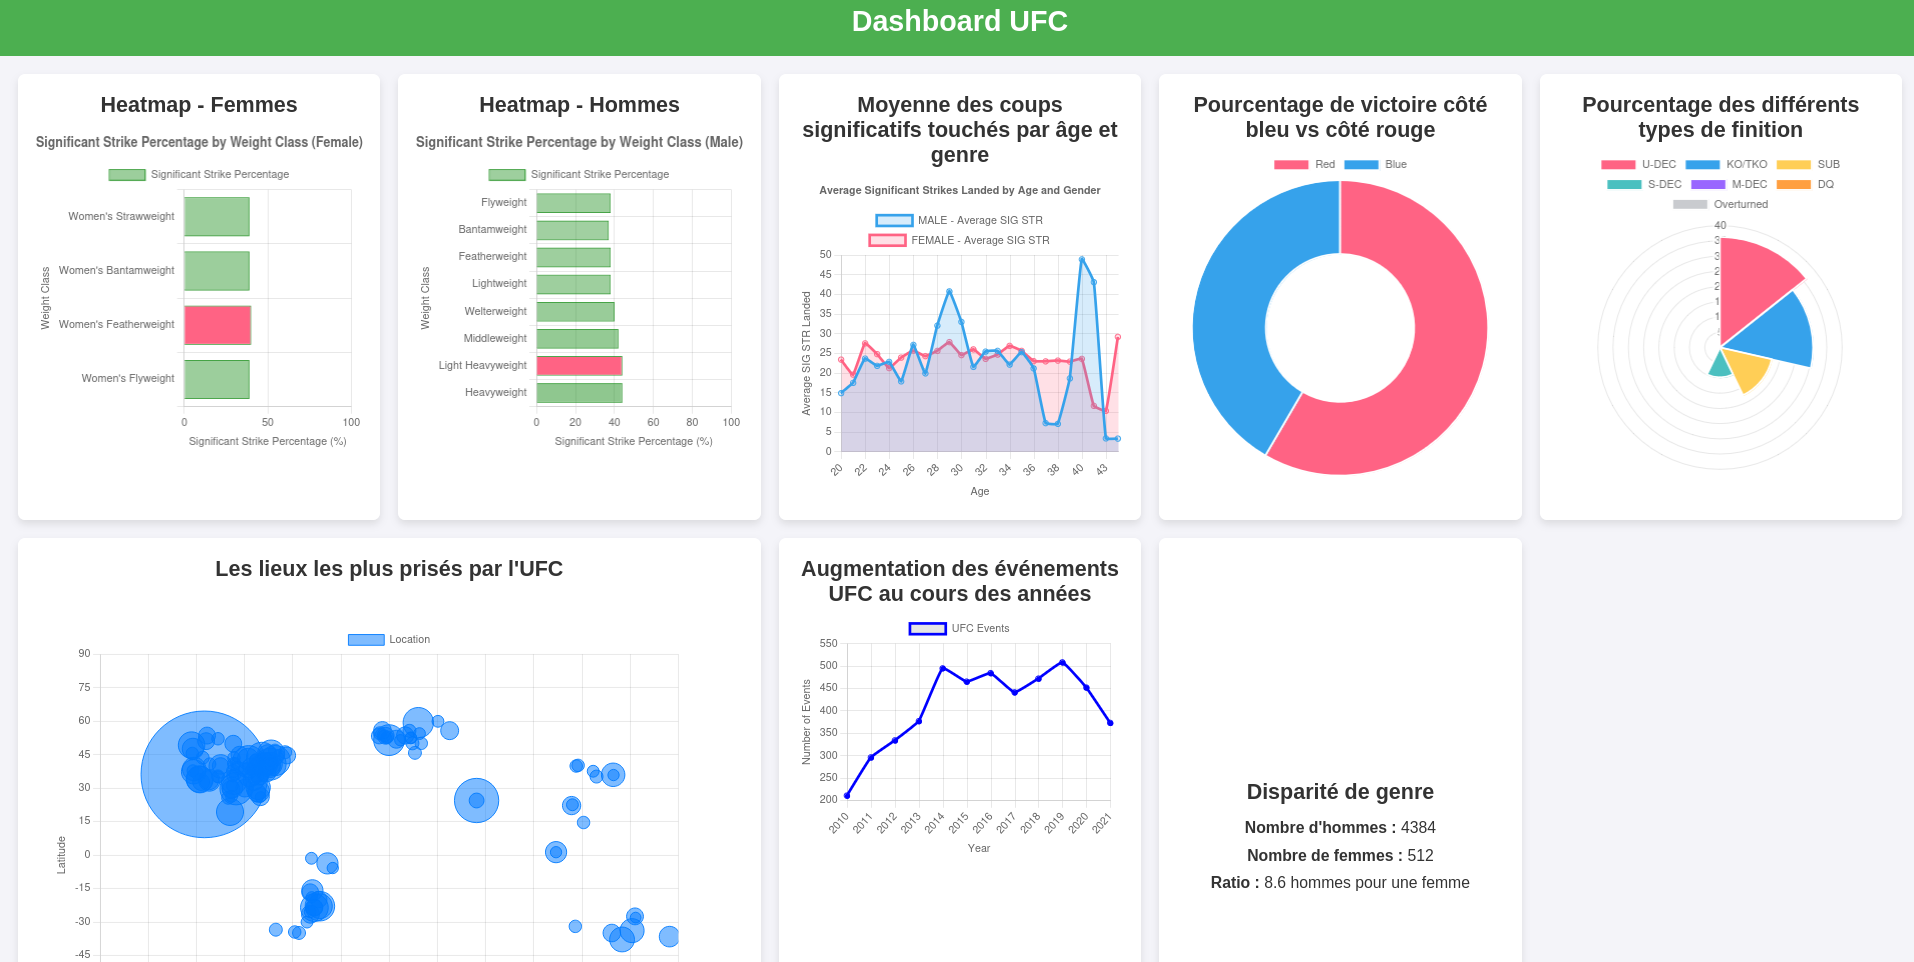 Dashboard UFC
Heatmap - Femmes
Significant Strike Percentage by Weight Class (Female)
Significant Strike Percentage
Women's Strawweight
Women's Bantamweight
Women's Featherweight
Women's Flyweight
Weight Class
0 50 100
Significant Strike Percentage (%)
Heatmap - Hommes
Significant Strike Percentage by Weight Class (Male)
Significant Strike Percentage
Flyweight
Bantamweight
Featherweight
Lightweight
Welterweight
Middleweight
Light Heavyweight
Heavyweight
Weight Class
0 20 40 60 80 100
Significant Strike Percentage (%)
Moyenne des coups
significatifs touchés par âge et
genre
Average Significant Strikes Landed by Age and Gender
MALE - Average SIG STR
FEMALE - Average SIG STR
50
45
40
35
30
25
20
15
10
5
0
Average SIG STR Landed
20 22 24 26 28 30 32 34 36 38 40 43
Age
Pourcentage de victoire côté
bleu vs côté rouge
Red Blue
Pourcentage des différents
types de finition
U-DEC KO/TKO SUB
S-DEC M-DEC DQ
Overturned
40
Les lieux les plus prisés par l'UFC
Location
90
75
60
45
30
15
0
-15
-30
-45
Latitude
Augmentation des événements
UFC au cours des années
UFC Events
550
500
450
400
350
300
250
200
Number of Events
2010 2011 2012 2013 2014 2015 2016 2017 2018 2019 2020 2021
Year
Disparité de genre
Nombre d'hommes : 4384
Nombre de femmes : 512
Ratio : 8.6 hommes pour une femme